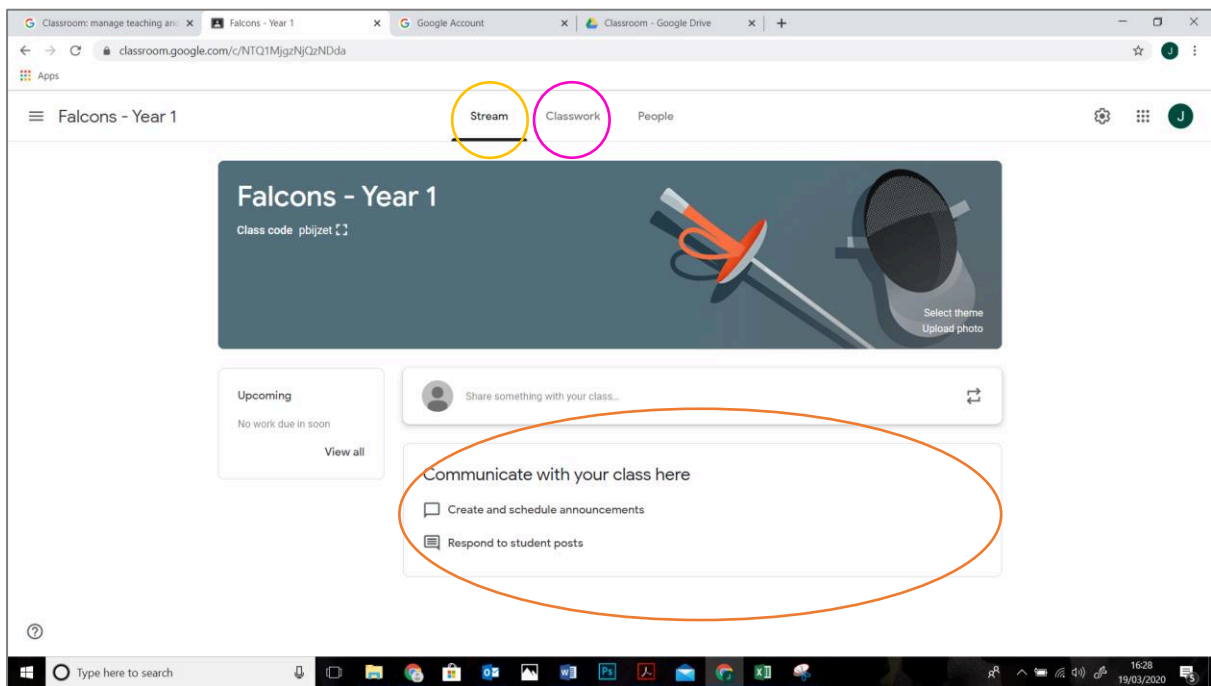 Classroom: manage teaching and
Falcons - Year 1
Google Account
Classroom - Google Drive
classroom.google.com/c/NTQ1MjgzNjQzNDda
J
Apps
Falcons - Year 1
Stream
Classwork
People
J
Falcons - Year 1
Class code pbijzet
Select theme
Upload photo
Upcoming
No work due in soon
View all
Share something with your class...
Communicate with your class here
Create and schedule announcements
Respond to student posts
Type here to search
16:28
19/03/2020